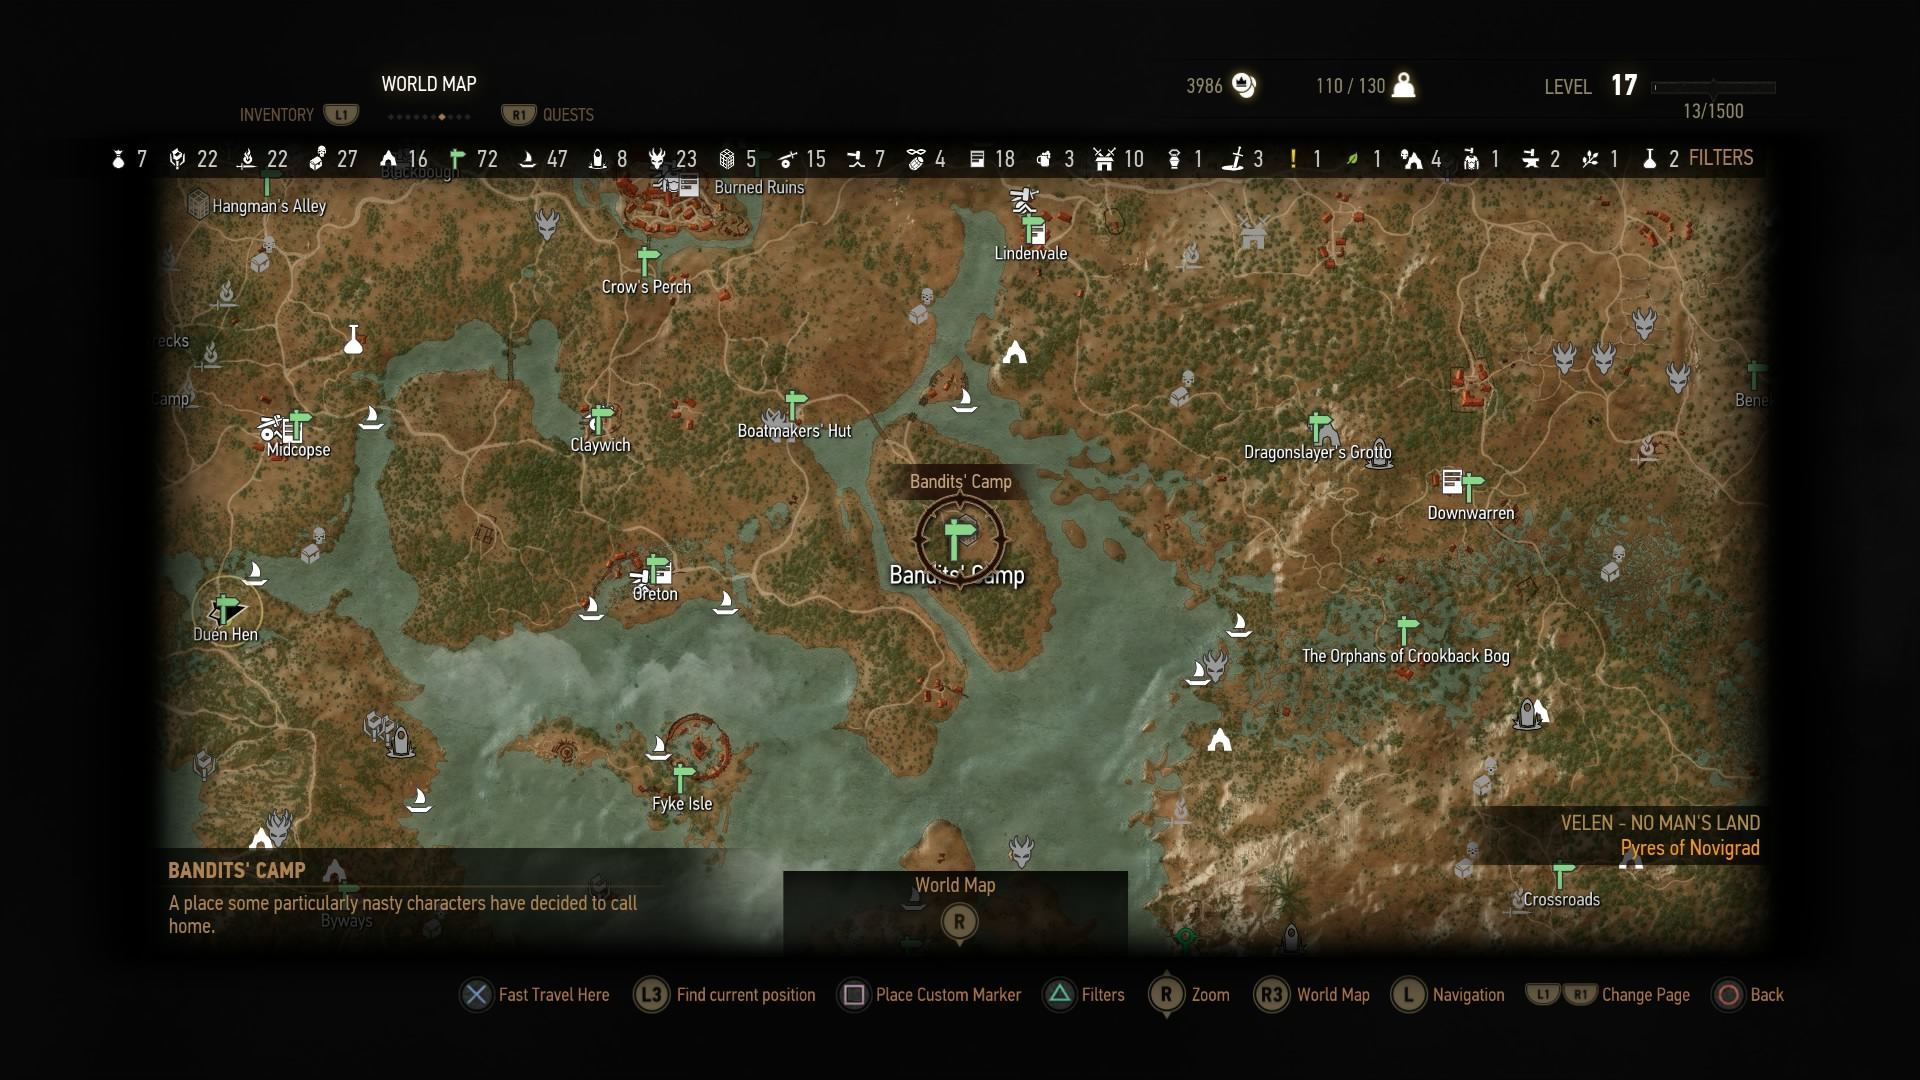 WORLD MAP
3986
110 / 130
LEVEL 17
INVENTORY L1
R1 QUESTS
13/1500
7 22 22 27 16 72 47 8 23 5 15 7 4 18 3 10 1 3 1 1 4 1 2 1 2 FILTERS
Blackbough
Burned Ruins
Hangman's Alley
Lindenvale
Crow's Perch
recks
Camp
Benek
Boatmakers' Hut
Claywich
Midcopse
Dragonslayer's Grotto
Bandits' Camp
Downwarren
Bandits' Camp
Oreton
Duen Hen
The Orphans of Crookback Bog
Fyke Isle
VELEN - NO MAN'S LAND
Pyres of Novigrad
BANDITS' CAMP
World Map
A place some particularly nasty characters have decided to call
home.
Byways
R
Crossroads
Fast Travel Here
L3 Find current position
Place Custom Marker
Filters
R Zoom
R3 World Map
L Navigation
L1 R1 Change Page
Back